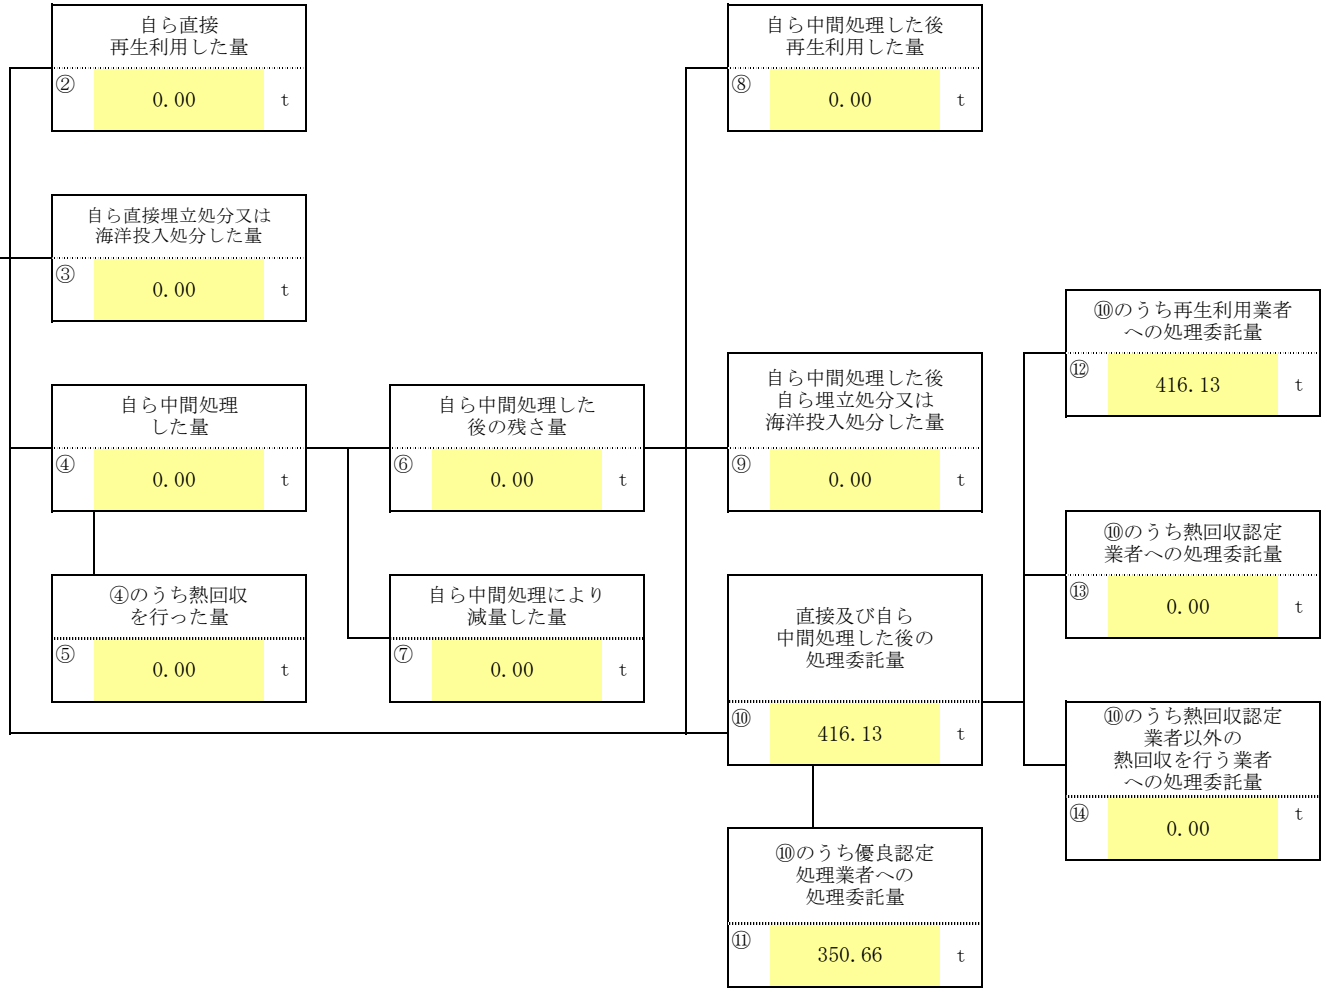 自ら直接
再生利用した量
②
0.00
t
自ら中間処理した後
再生利用した量
⑧
0.00
t
自ら直接埋立処分又は
海洋投入処分した量
③
0.00
t
⑩のうち再生利用業者
への処理委託量
⑫
416.13
t
自ら中間処理
した量
④
0.00
t
自ら中間処理した
後の残さ量
⑥
0.00
t
自ら中間処理した後
自ら埋立処分又は
海洋投入処分した量
⑨
0.00
t
⑩のうち熱回収認定
業者への処理委託量
⑬
0.00
t
④のうち熱回収
を行った量
⑤
0.00
t
自ら中間処理により
減量した量
⑦
0.00
t
直接及び自ら
中間処理した後の
処理委託量
⑩
416.13
t
⑩のうち熱回収認定
業者以外の
熱回収を行う業者
への処理委託量
⑭
0.00
t
⑩のうち優良認定
処理業者への
処理委託量
⑪
350.66
t